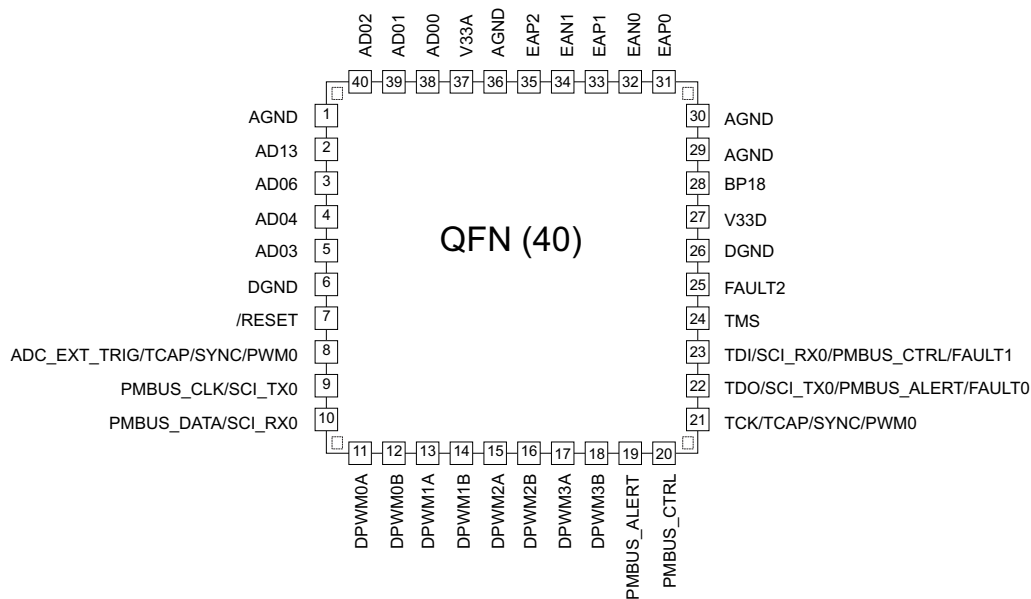 AD02
AD01
AD00
V33A
AGND
EAP2
EAN1
EAP1
EAN0
EAP0
40
39
38
37
36
35
34
33
32
31
AGND
1
30
AGND
AD13
2
29
AGND
AD06
3
28
BP18
AD04
4
27
V33D
AD03
5
26
DGND
QFN (40)
DGND
6
25
FAULT2
/RESET
7
24
TMS
ADC_EXT_TRIG/TCAP/SYNC/PWM0
8
23
TDI/SCI_RX0/PMBUS_CTRL/FAULT1
PMBUS_CLK/SCI_TX0
9
22
TDO/SCI_TX0/PMBUS_ALERT/FAULT0
PMBUS_DATA/SCI_RX0
10
21
TCK/TCAP/SYNC/PWM0
11
12
13
14
15
16
17
18
19
20
DPWM0A
DPWM0B
DPWM1A
DPWM1B
DPWM2A
DPWM2B
DPWM3A
DPWM3B
PMBUS_ALERT
PMBUS_CTRL